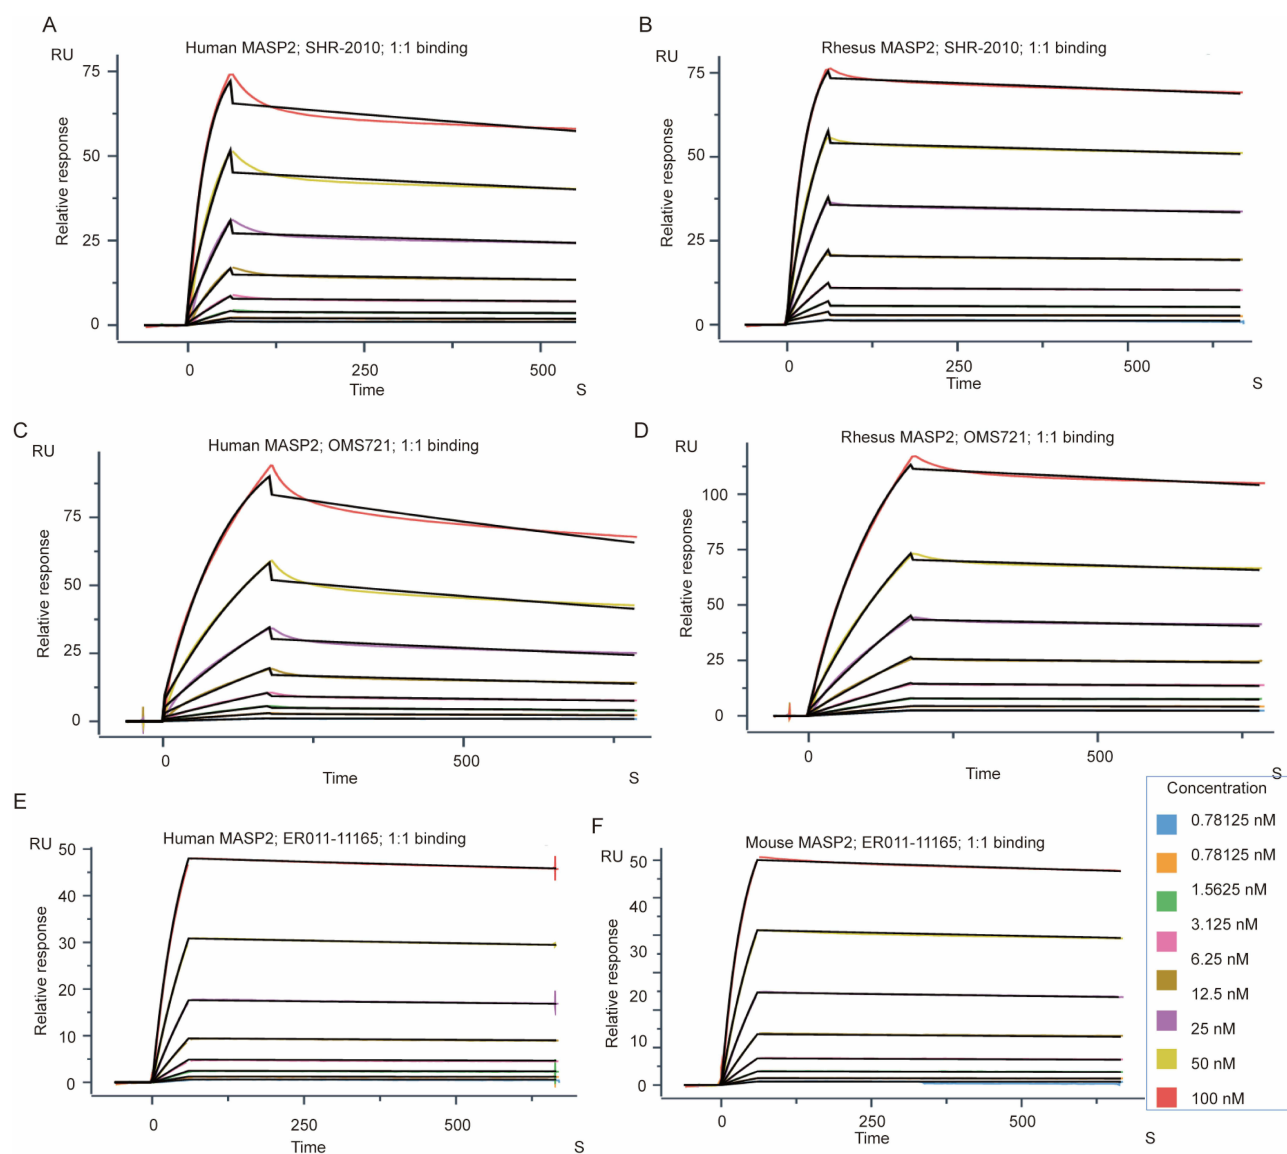 A
Human MASP2; SHR-2010; 1:1 binding
RU
Relative response
75
50
25
0
0
250
500
Time
S
B
Rhesus MASP2; SHR-2010; 1:1 binding
RU
Relative response
75
50
25
0
0
250
500
Time
S
C
Human MASP2; OMS721; 1:1 binding
RU
Relative response
75
50
25
0
0
500
Time
S
D
Rhesus MASP2; OMS721; 1:1 binding
RU
Relative response
100
75
50
25
0
0
500
Time
S
E
Human MASP2; ER011-11165; 1:1 binding
RU
Relative response
50
40
30
20
10
0
0
250
500
Time
S
F
Mouse MASP2; ER011-11165; 1:1 binding
RU
Relative response
50
40
30
20
10
0
0
250
500
Time
S
Concentration
0.78125 nM
0.78125 nM
1.5625 nM
3.125 nM
6.25 nM
12.5 nM
25 nM
50 nM
100 nM